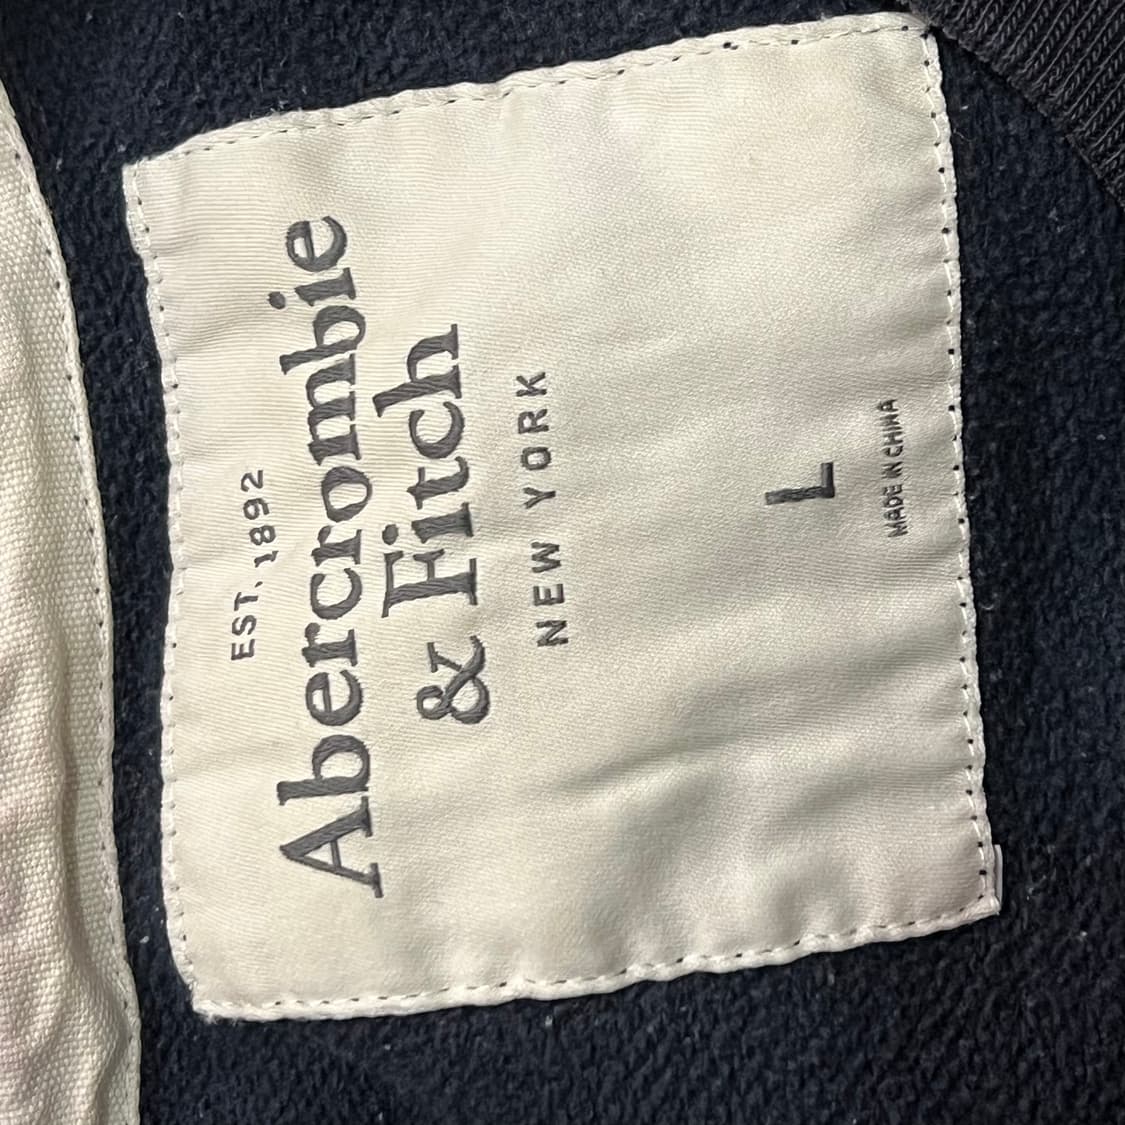 EST. 1892
Abercrombie
& Fitch
NEW YORK
L
MADE IN CHINA